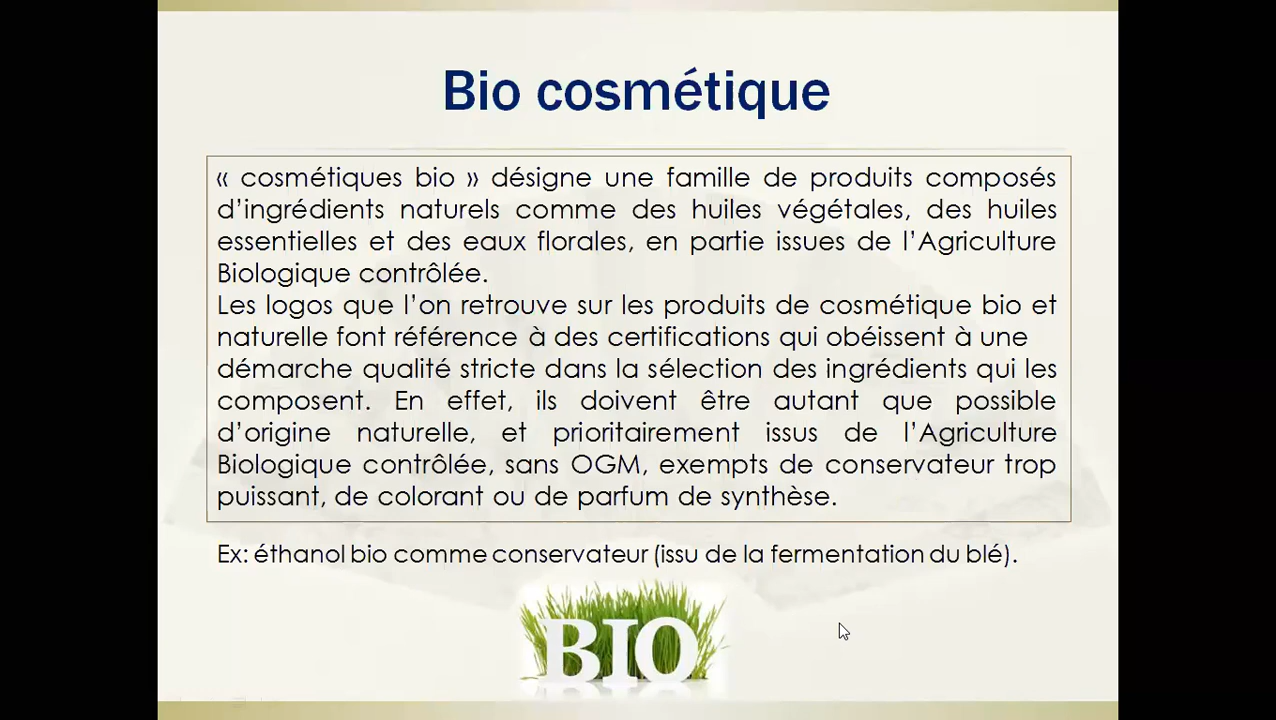 Bio cosmétique
« cosmétiques bio » désigne une famille de produits composés
d’ingrédients naturels comme des huiles végétales, des huiles
essentielles et des eaux florales, en partie issues de l’Agriculture
Biologique contrôlée.
Les logos que l’on retrouve sur les produits de cosmétique bio et
naturelle font référence à des certifications qui obéissent à une
démarche qualité stricte dans la sélection des ingrédients qui les
composent. En effet, ils doivent être autant que possible
d’origine naturelle, et prioritairement issus de l’Agriculture
Biologique contrôlée, sans OGM, exempts de conservateur trop
puissant, de colorant ou de parfum de synthèse.
Ex: éthanol bio comme conservateur (issu de la fermentation du blé).
BIO